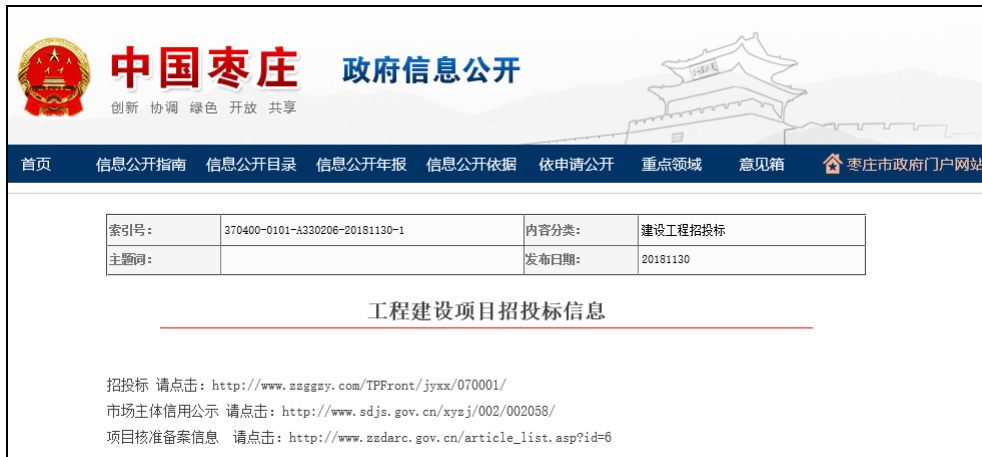 中国枣庄 政府信息公开
创新 协调 绿色 开放 共享
首页 信息公开指南 信息公开目录 信息公开年报 信息公开依据 依申请公开 重点领域 意见箱 枣庄市政府门户网站
索引号: 370400-0101-A330206-20181130-1 内容分类: 建设工程招投标
主题词: 发布日期: 20181130
工程建设项目招投标信息
招投标 请点击: http://www.zzggzy.com/TPFront/jyxx/070001/
市场主体信用公示 请点击: http://www.sdjs.gov.cn/xyzj/002/002058/
项目核准备案信息 请点击: http://www.zzdarc.gov.cn/article_list.asp?id=6